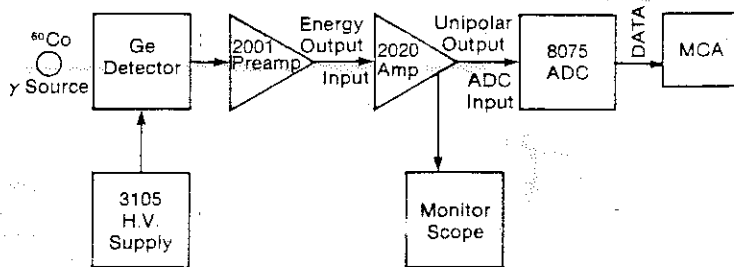 ⁶⁰Co
γ Source
Ge
Detector
2001
Preamp
Energy
Output
Input
2020
Amp
Unipolar
Output
ADC
Input
8075
ADC
DATA
MCA
3105
H.V.
Supply
Monitor
Scope